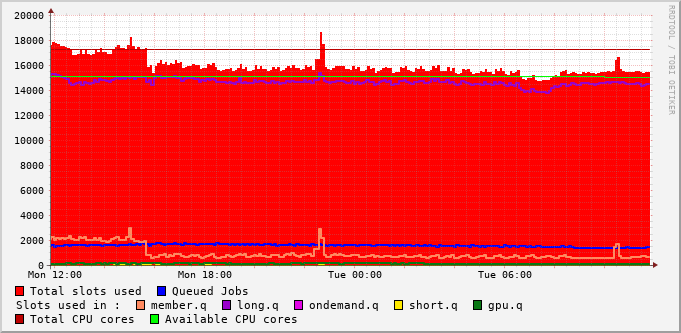 20000
18000
16000
14000
12000
10000
8000
6000
4000
2000
0
Mon 12:00 Mon 18:00 Tue 00:00 Tue 06:00
Total slots used Queued Jobs
Slots used in : member.q long.q ondemand.q short.q gpu.q
Total CPU cores Available CPU cores
RRDTOOL / TOBI OETIKER